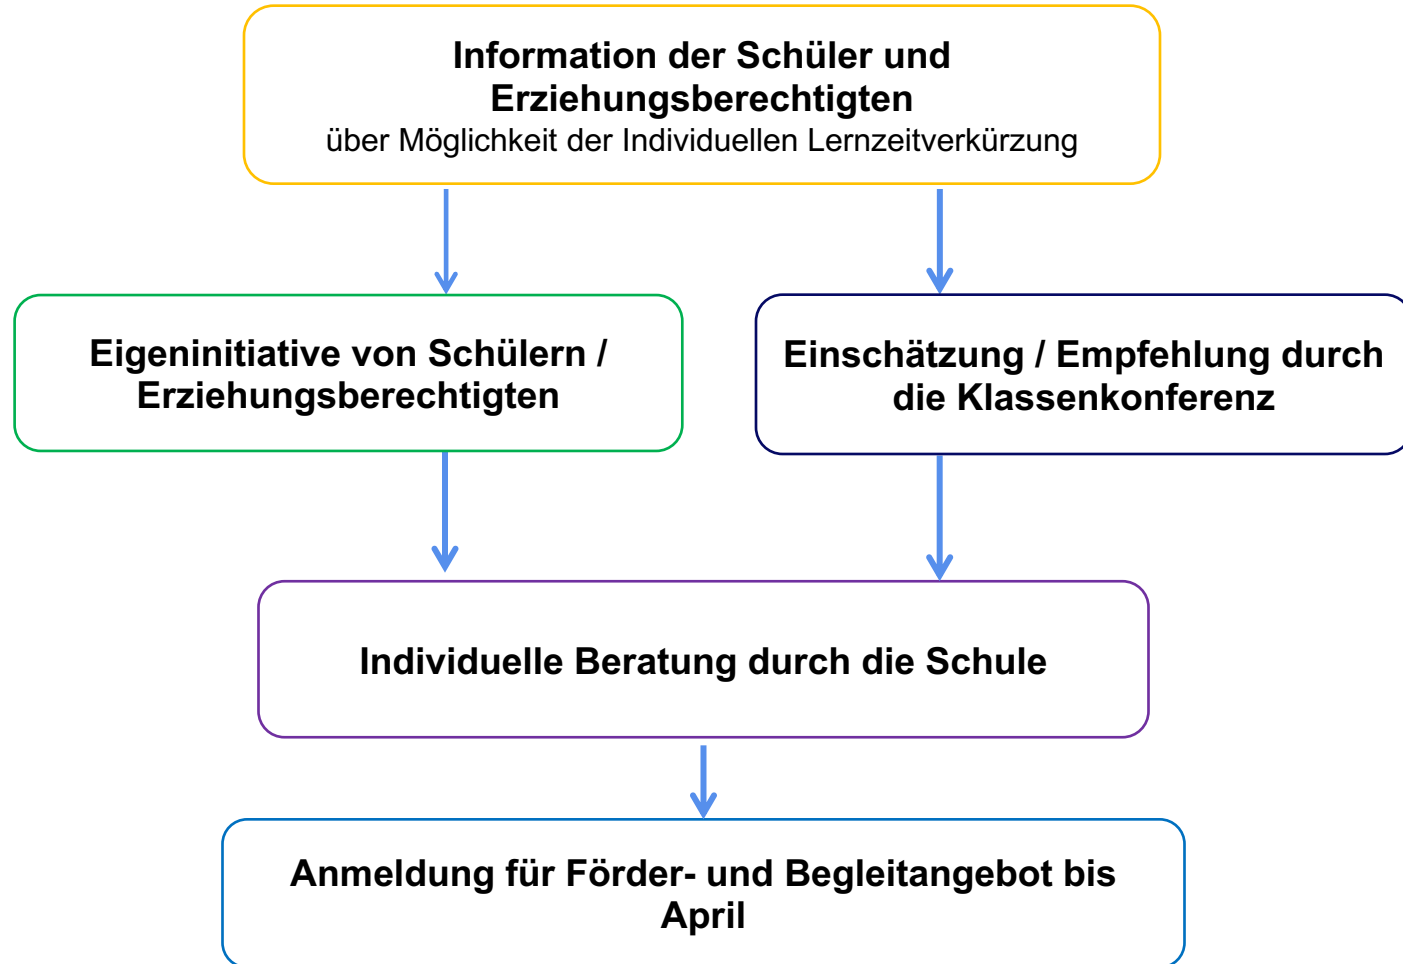 Information der Schüler und
Erziehungsberechtigten
über Möglichkeit der Individuellen Lernzeitverkürzung
Eigeninitiative von Schülern /
Erziehungsberechtigten
Einschätzung / Empfehlung durch
die Klassenkonferenz
Individuelle Beratung durch die Schule
Anmeldung für Förder- und Begleitangebot bis
April